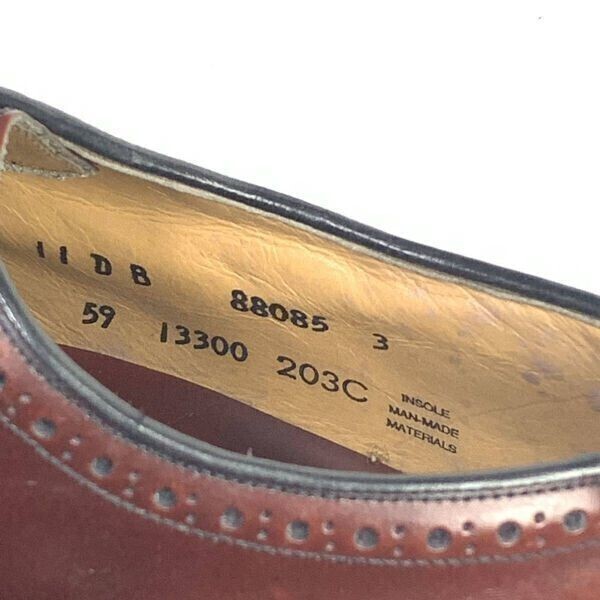 11 D B 88085 3
59 13300 203C
INSOLE
MAN-MADE
MATERIALS